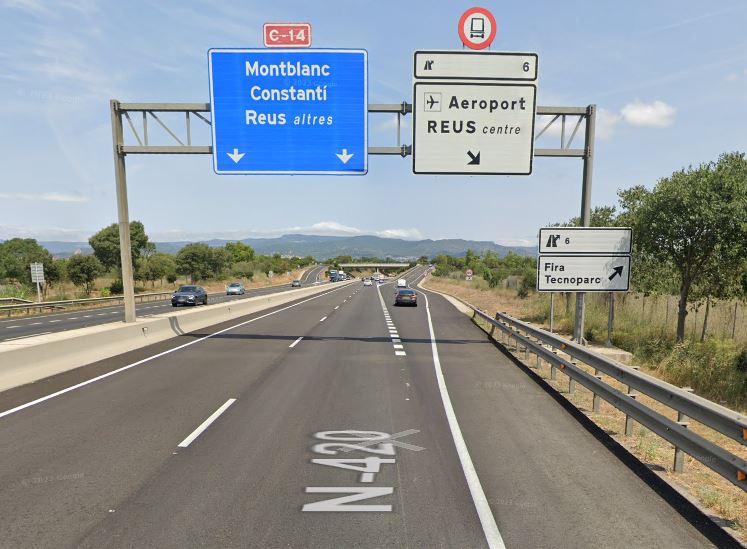 C-14
Montblanc
Constantí
Reus altres
6
Aeroport
REUS centre
6
Fira
Tecnoparc
N-420